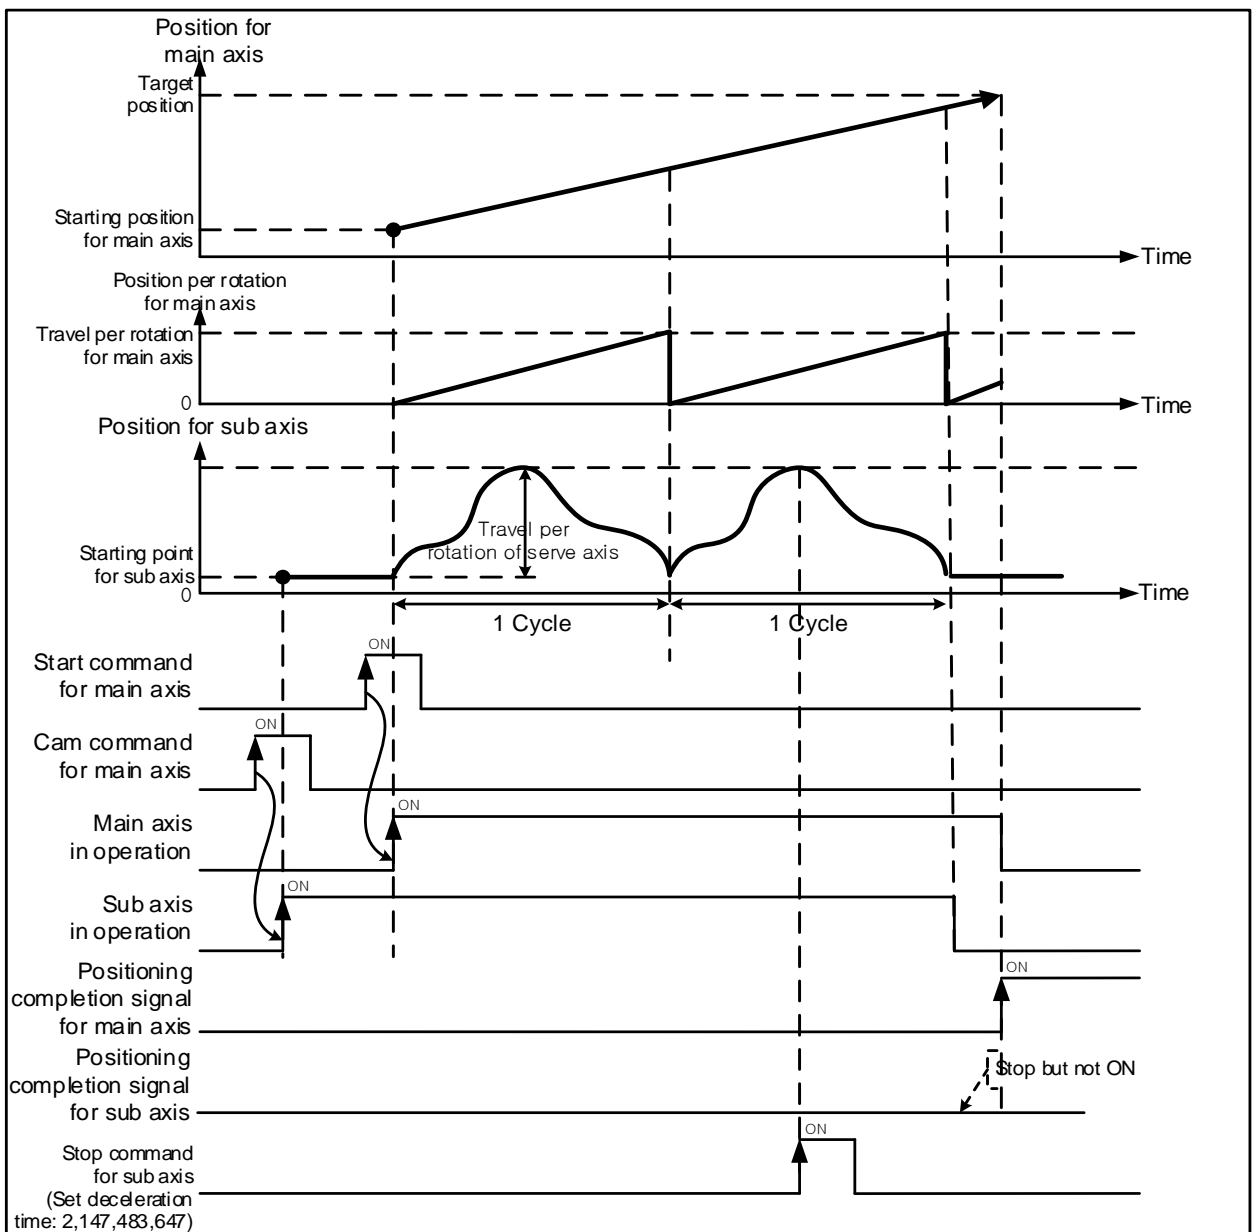 Position for
main axis
Target
position
Starting position
for main axis
Time
Position per rotation
for main axis
Travel per rotation
for main axis
0
Time
Position for sub axis
Travel per
rotation of serve axis
Starting point
for sub axis
0
Time
1 Cycle
1 Cycle
ON
Start command
for main axis
ON
Cam command
for main axis
ON
Main axis
in operation
ON
Sub axis
in operation
Positioning
completion signal
for main axis
ON
Positioning
completion signal
for sub axis
Stop but not ON
ON
Stop command
for sub axis
(Set deceleration
time: 2,147,483,647)